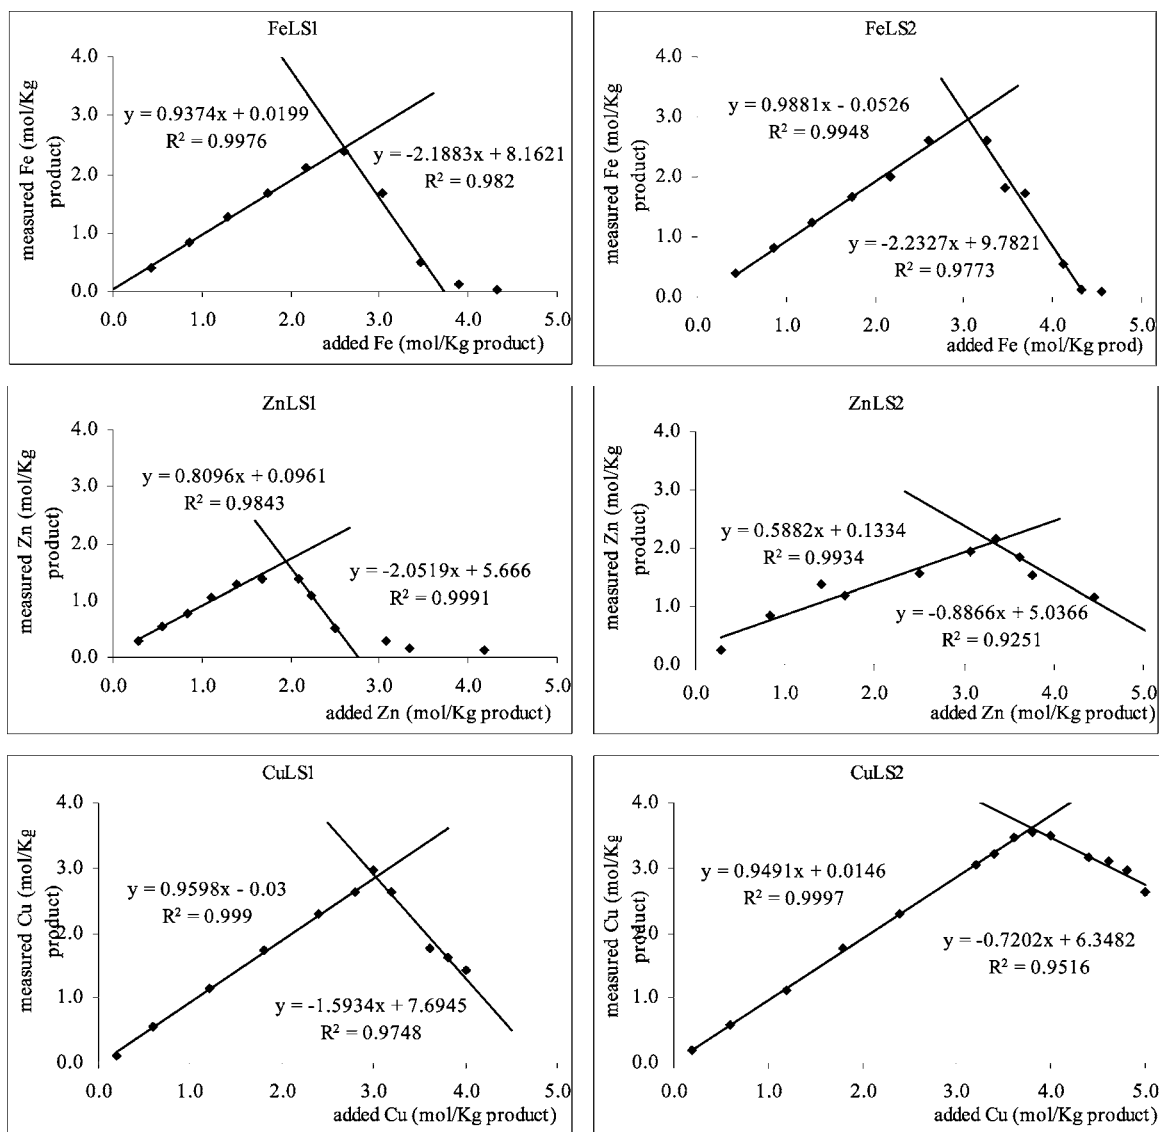 FeLS1
4.0
3.0
2.0
1.0
0.0
measured Fe (mol/Kg
product)
y = 0.9374x + 0.0199
R² = 0.9976
y = -2.1883x + 8.1621
R² = 0.982
0.0 1.0 2.0 3.0 4.0 5.0
added Fe (mol/Kg product)
FeLS2
4.0
3.0
2.0
1.0
0.0
measured Fe (mol/Kg
product)
y = 0.9881x - 0.0526
R² = 0.9948
y = -2.2327x + 9.7821
R² = 0.9773
0.0 1.0 2.0 3.0 4.0 5.0
added Fe (mol/Kg prod)
ZnLS1
4.0
3.0
2.0
1.0
0.0
measured Zn (mol/Kg
product)
y = 0.8096x + 0.0961
R² = 0.9843
y = -2.0519x + 5.666
R² = 0.9991
0.0 1.0 2.0 3.0 4.0 5.0
added Zn (mol/Kg product)
ZnLS2
4.0
3.0
2.0
1.0
0.0
measured Zn (mol/Kg
product)
y = 0.5882x + 0.1334
R² = 0.9934
y = -0.8866x + 5.0366
R² = 0.9251
0.0 1.0 2.0 3.0 4.0 5.0
added Zn (mol/Kg product)
CuLS1
4.0
3.0
2.0
1.0
0.0
measured Cu (mol/Kg
product)
y = 0.9598x - 0.03
R² = 0.999
y = -1.5934x + 7.6945
R² = 0.9748
0.0 1.0 2.0 3.0 4.0 5.0
added Cu (mol/Kg product)
CuLS2
4.0
3.0
2.0
1.0
0.0
measured Cu (mol/Kg
product)
y = 0.9491x + 0.0146
R² = 0.9997
y = -0.7202x + 6.3482
R² = 0.9516
0.0 1.0 2.0 3.0 4.0 5.0
added Cu (mol/Kg product)